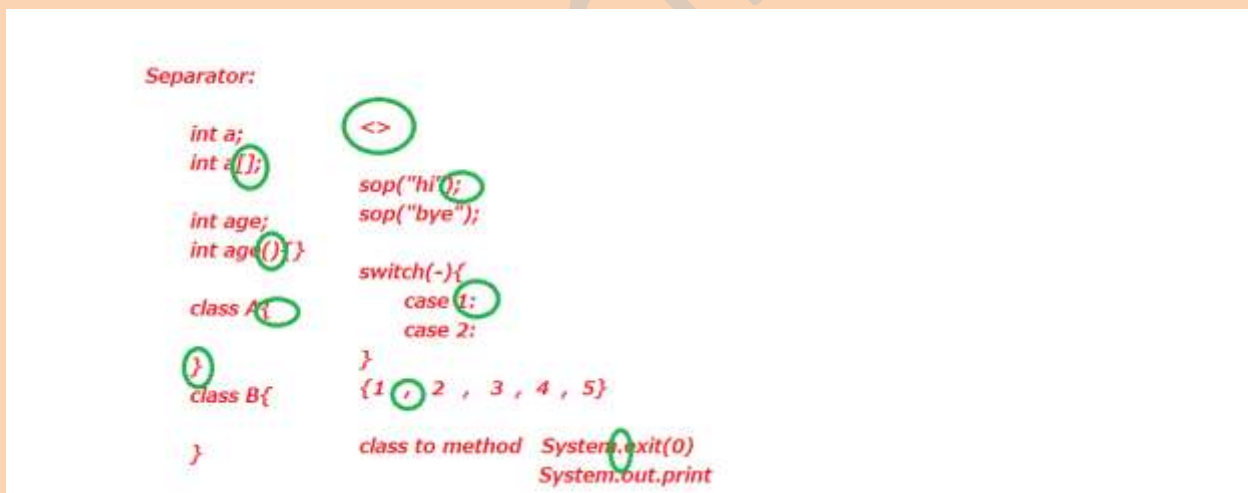 Separator:
int a;
int a[];
int age;
int age(){}
class A{
}
class B{
}
<>
sop("hi");
sop("bye");
switch(-){
case 1:
case 2:
}
{1 , 2 , 3 , 4 , 5}
class to method System.exit(0)
System.out.print